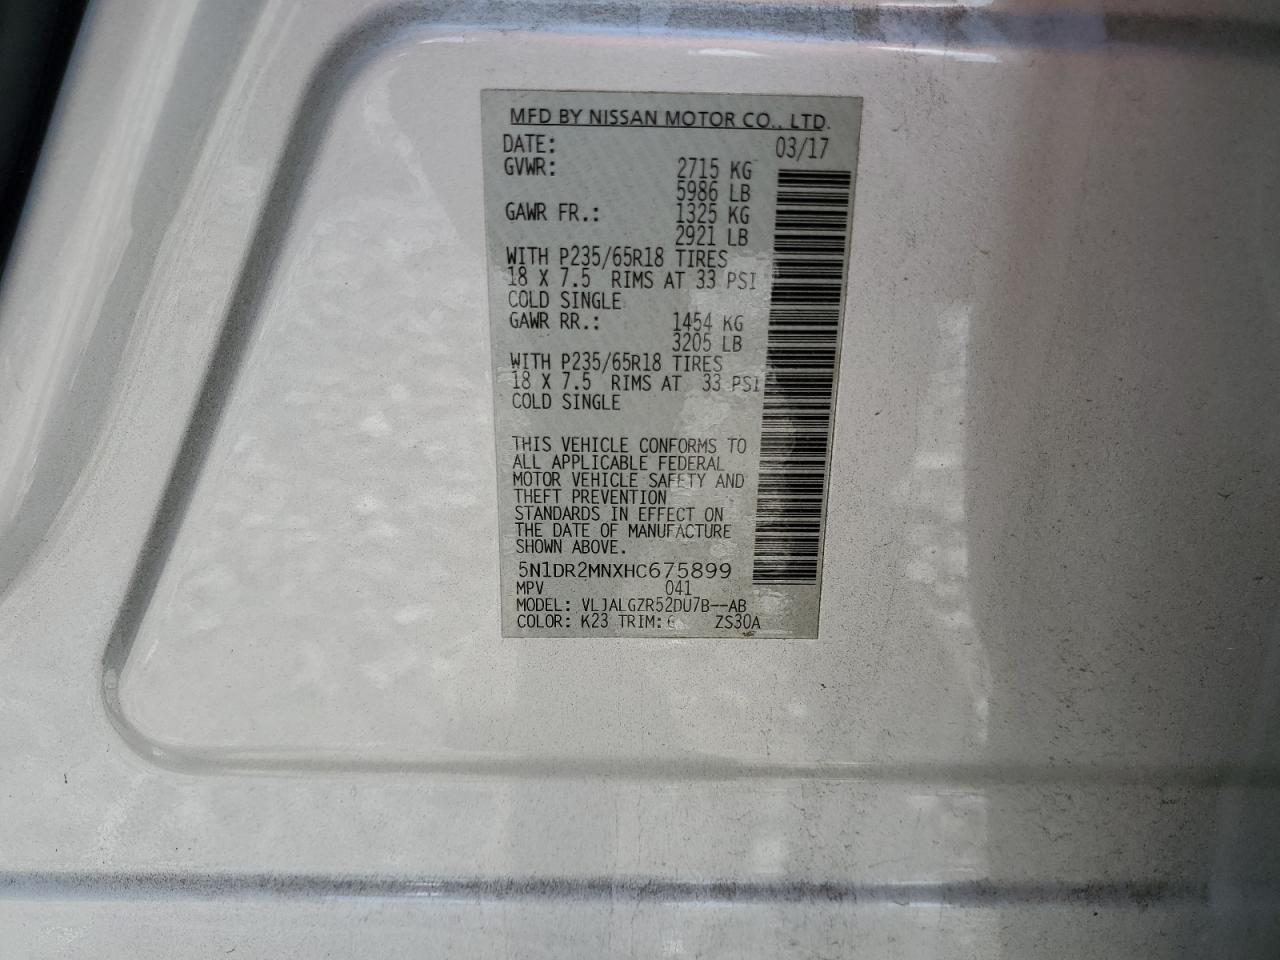 MFD BY NISSAN MOTOR CO., LTD.
DATE: 03/17
GVWR: 2715 KG
5986 LB
GAWR FR.: 1325 KG
2921 LB
WITH P235/65R18 TIRES
18 X 7.5 RIMS AT 33 PSI
COLD SINGLE
GAWR RR.: 1454 KG
3205 LB
WITH P235/65R18 TIRES
18 X 7.5 RIMS AT 33 PSI
COLD SINGLE
THIS VEHICLE CONFORMS TO
ALL APPLICABLE FEDERAL
MOTOR VEHICLE SAFETY AND
THEFT PREVENTION
STANDARDS IN EFFECT ON
THE DATE OF MANUFACTURE
SHOWN ABOVE.
5N1DR2MNXHC675899
MPV 041
MODEL: VLJALGZR52DU7B--AB
COLOR: K23 TRIM: ZS30A